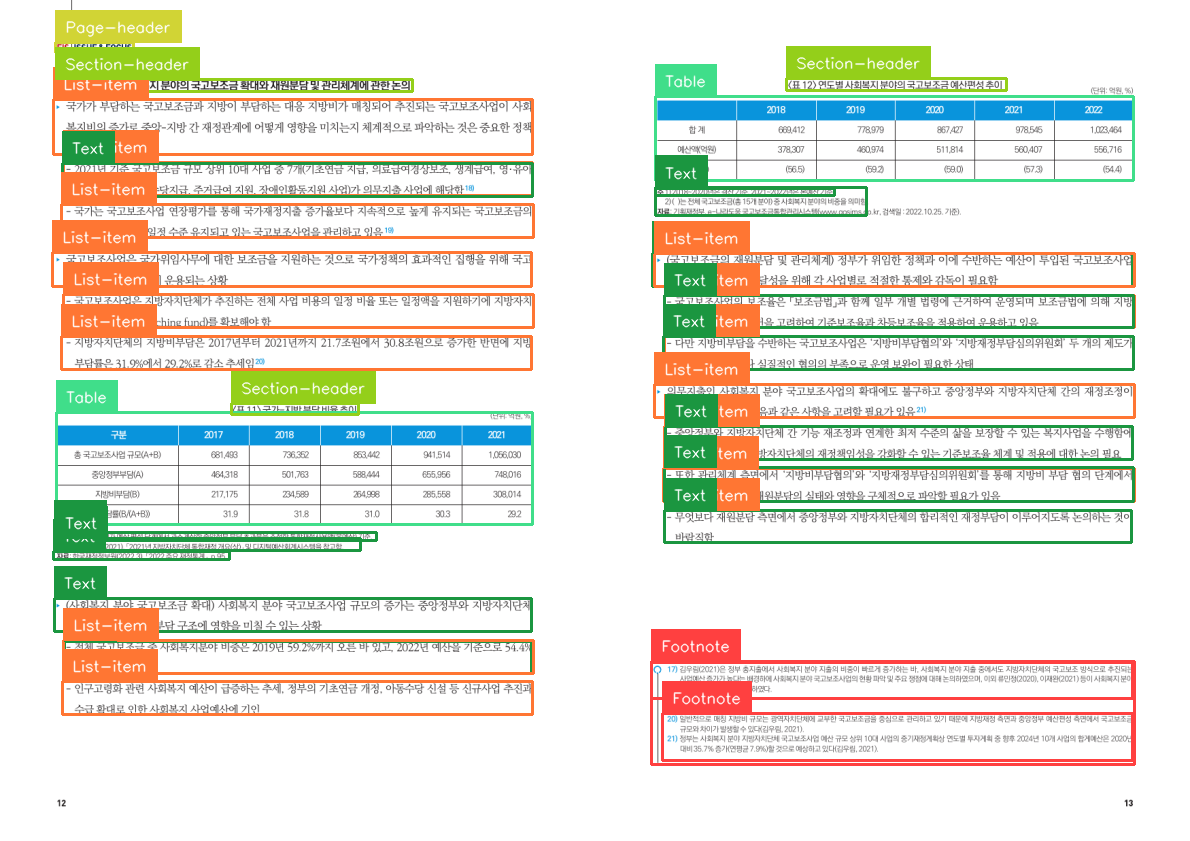 Page-header
Section-header
List-item
지 분야의 국고보조금 확대와 재원분담 및 관리체계에 관한 논의
국가가 부담하는 국고보조금과 지방이 부담하는 대응 지방비가 매칭되어 추진되는 국고보조사업이 사회
복지비의 증가로 중앙-지방 간 재정관계에 어떻게 영향을 미치는지 체계적으로 파악하는 것은 중요한 정책
Text
item
- 2021년 기준 국고보조금 규모 상위 10대 사업 중 7개(기초연금 지급, 의료급여경상보조, 생계급여, 영·유아
List-item
당지급, 주거급여 지원, 장애인활동지원 사업)가 의무지출 사업에 해당함18)
- 국가는 국고보조사업 연장평가를 통해 국가재정지출 증가율보다 지속적으로 높게 유지되는 국고보조금의
List-item
일정 수준 유지되고 있는 국고보조사업을 관리하고 있음19)
국고보조사업은 국가위임사무에 대한 보조금을 지원하는 것으로 국가정책의 효과적인 집행을 위해 국고
List-item
운용되는 상황
- 국고보조사업은 지방자치단체가 추진하는 전체 사업 비용의 일정 비율 또는 일정액을 지원하기에 지방자치
List-item
ching fund)를 확보해야 함
- 지방자치단체의 지방비부담은 2017년부터 2021년까지 21.7조원에서 30.8조원으로 증가한 반면에 지방
부담률은 31.9%에서 29.2%로 감소 추세임20)
Section-header
Table
〈표 11〉 국가-지방 부담비율 추이
(단위: 억원, %)
구분 2017 2018 2019 2020 2021
총 국고보조사업 규모(A+B) 681,493 736,352 853,442 941,514 1,056,030
중앙정부부담(A) 464,318 501,763 588,444 655,956 748,016
지방비부담(B) 217,175 234,589 264,998 285,558 308,014
률(B/(A+B)) 31.9 31.8 31.0 30.3 29.2
Text
Text
Text
(사회복지 분야 국고보조금 확대) 사회복지 분야 국고보조사업 규모의 증가는 중앙정부와 지방자치단체
List-item
부담 구조에 영향을 미칠 수 있는 상황
- 전체 국고보조금 중 사회복지분야 비중은 2019년 59.2%까지 오른 바 있고, 2022년 예산을 기준으로 54.4%
List-item
- 인구고령화 관련 사회복지 예산이 급증하는 추세, 정부의 기초연금 개정, 아동수당 신설 등 신규사업 추진과
수급 확대로 인한 사회복지 사업예산에 기인
12
Section-header
Table
〈표 12〉 연도별 사회복지 분야의 국고보조금 예산편성 추이
(단위: 억원, %)
2018 2019 2020 2021 2022
합 계 669,412 778,979 867,427 978,545 1,023,464
예산액(억원) 378,307 460,974 511,814 560,407 556,716
(56.5) (59.2) (59.0) (57.3) (54.4)
Text
2) ( )는 전체 국고보조금(총 15개 분야) 중 사회복지 분야의 비중을 의미함
자료: 기획재정부. e-나라도움 국고보조금통합관리시스템(www.gosims.go.kr, 검색일 : 2022.10.25. 기준).
List-item
(국고보조금의 재원분담 및 관리체계) 정부가 위임한 정책과 이에 수반하는 예산이 투입된 국고보조사업
Text
item
달성을 위해 각 사업별로 적절한 통제와 감독이 필요함
- 국고보조사업의 보조율은 「보조금법」과 함께 일부 개별 법령에 근거하여 운영되며 보조금법에 의해 지방
Text
item
을 고려하여 기준보조율과 차등보조율을 적용하여 운용하고 있음
- 다만 지방비부담을 수반하는 국고보조사업은 '지방비부담협의'와 '지방재정부담심의위원회' 두 개의 제도가
List-item
실질적인 협의의 부족으로 운영 보완이 필요한 상태
의무지출인 사회복지 분야 국고보조사업의 확대에도 불구하고 중앙정부와 지방자치단체 간의 재정조정이
Text
item
음과 같은 사항을 고려할 필요가 있음21)
- 중앙정부와 지방자치단체 간 기능 재조정과 연계한 최저 수준의 삶을 보장할 수 있는 복지사업을 수행함에
Text
item
지방자치단체의 재정책임성을 강화할 수 있는 기준보조율 체계 및 적용에 대한 논의 필요
- 또한 관리체계 측면에서 '지방비부담협의'와 '지방재정부담심의위원회'를 통해 지방비 부담 협의 단계에서
Text
item
재원분담의 실태와 영향을 구체적으로 파악할 필요가 있음
- 무엇보다 재원분담 측면에서 중앙정부와 지방자치단체의 합리적인 재정부담이 이루어지도록 논의하는 것이
바람직함
Footnote
17) 김우림(2021)은 정부 총지출에서 사회복지 분야 지출의 비중이 빠르게 증가하는 바, 사회복지 분야 지출 중에서도 지방자치단체의 국고보조 방식으로 추진되는
사업예산 증가가 높다는 배경하에 사회복지 분야 국고보조사업의 현황 파악 및 주요 쟁점에 대해 논의하였으며, 이외 류민정(2020), 이재원(2021) 등이 사회복지 분야
Footnote
하였다.
20) 일반적으로 매칭 지방비 규모는 광역자치단체에 교부한 국고보조금을 중심으로 관리하고 있기 때문에 지방재정 측면과 중앙정부 예산편성 측면에서 국고보조금
규모와 차이가 발생할 수 있다(김우림, 2021).
21) 정부는 사회복지 분야 지방자치단체 국고보조사업 예산 규모 상위 10대 사업의 중기재정계획상 연도별 투자계획 중 향후 2024년 10개 사업의 합계예산은 2020년
대비 35.7% 증가(연평균 7.9%)할 것으로 예상하고 있다(김우림, 2021).
13